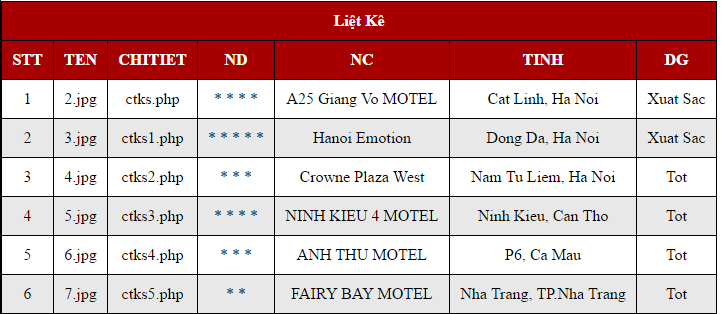 Liệt Kê
STT TEN CHITIET ND NC TINH DG
1 2.jpg ctks.php * * * * A25 Giang Vo MOTEL Cat Linh, Ha Noi Xuat Sac
2 3.jpg ctks1.php * * * * * Hanoi Emotion Dong Da, Ha Noi Xuat Sac
3 4.jpg ctks2.php * * * Crowne Plaza West Nam Tu Liem, Ha Noi Tot
4 5.jpg ctks3.php * * * * NINH KIEU 4 MOTEL Ninh Kieu, Can Tho Tot
5 6.jpg ctks4.php * * * ANH THU MOTEL P6, Ca Mau Tot
6 7.jpg ctks5.php * * FAIRY BAY MOTEL Nha Trang, TP.Nha Trang Tot